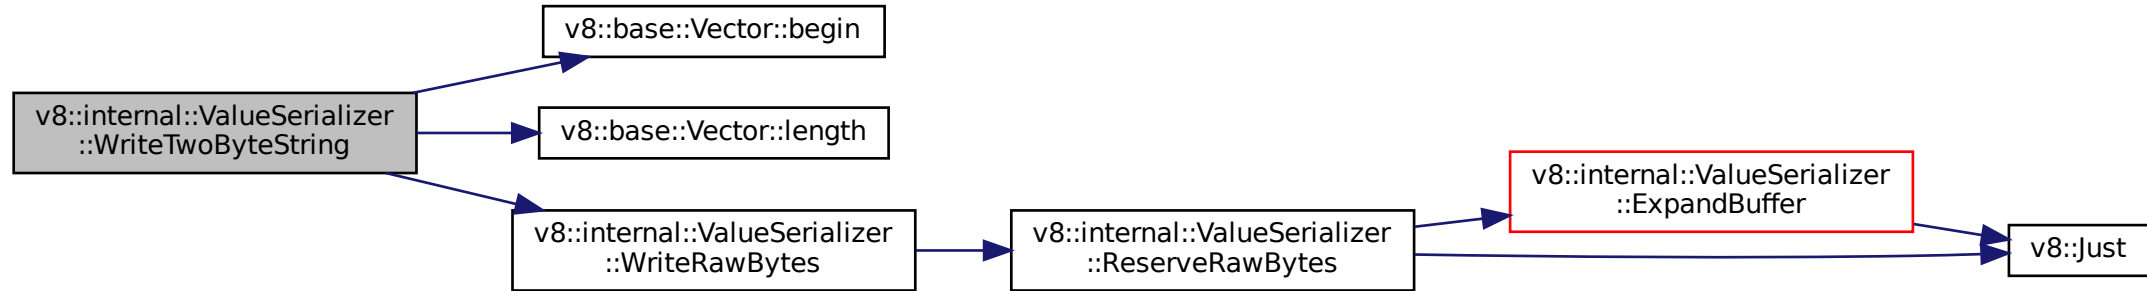 v8::internal::ValueSerializer
::WriteTwoByteString
v8::base::Vector::begin
v8::base::Vector::length
v8::internal::ValueSerializer
::WriteRawBytes
v8::internal::ValueSerializer
::ReserveRawBytes
v8::internal::ValueSerializer
::ExpandBuffer
v8::Just